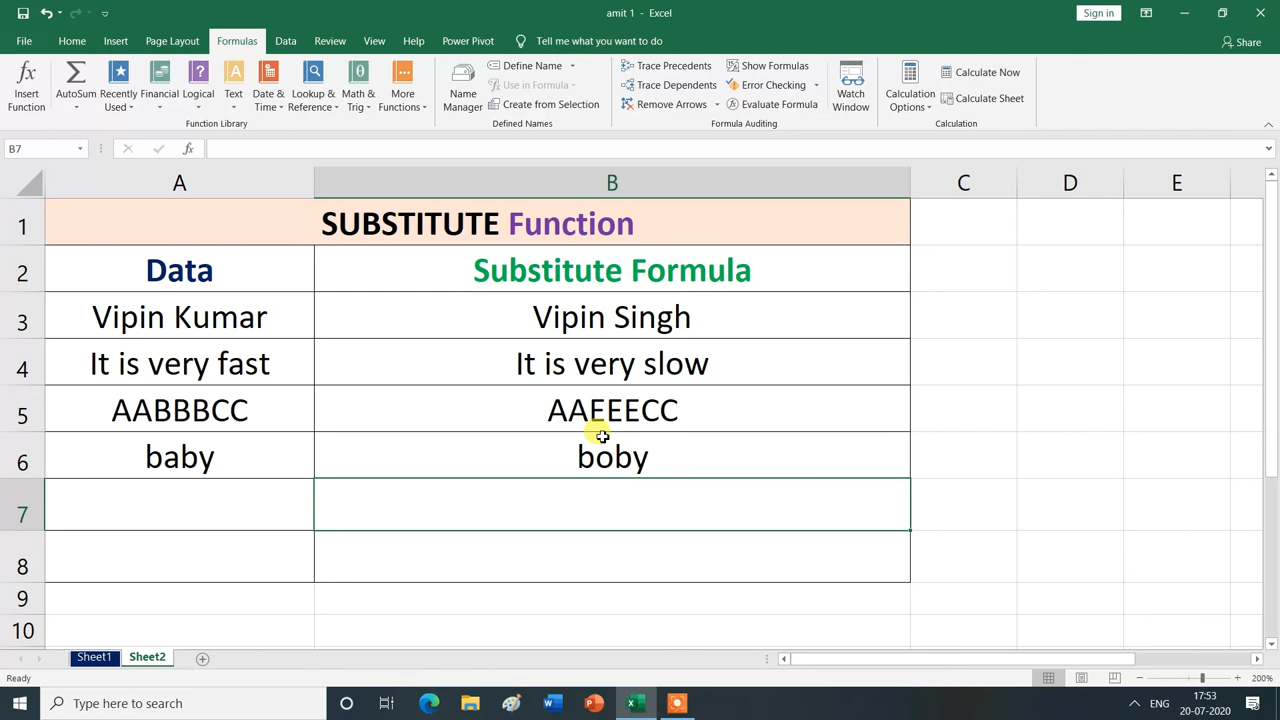 amit 1 - Excel
Sign in
File Home Insert Page Layout Formulas Data Review View Help Power Pivot Tell me what you want to do Share
Insert Function
AutoSum
Recently Used
Financial
Logical
Text
Date & Time
Lookup & Reference
Math & Trig
More Functions
Function Library
Name Manager
Define Name
Use in Formula
Create from Selection
Defined Names
Trace Precedents
Trace Dependents
Remove Arrows
Show Formulas
Error Checking
Evaluate Formula
Formula Auditing
Watch Window
Calculation Options
Calculate Now
Calculate Sheet
Calculation
B7 fx
A B C D E
1 SUBSTITUTE Function
2 Data Substitute Formula
3 Vipin Kumar Vipin Singh
4 It is very fast It is very slow
5 AABBBCC AAEEECC
6 baby boby
7
8
9
10
Sheet1 Sheet2
Ready 200%
Type here to search ENG 17:53
20-07-2020